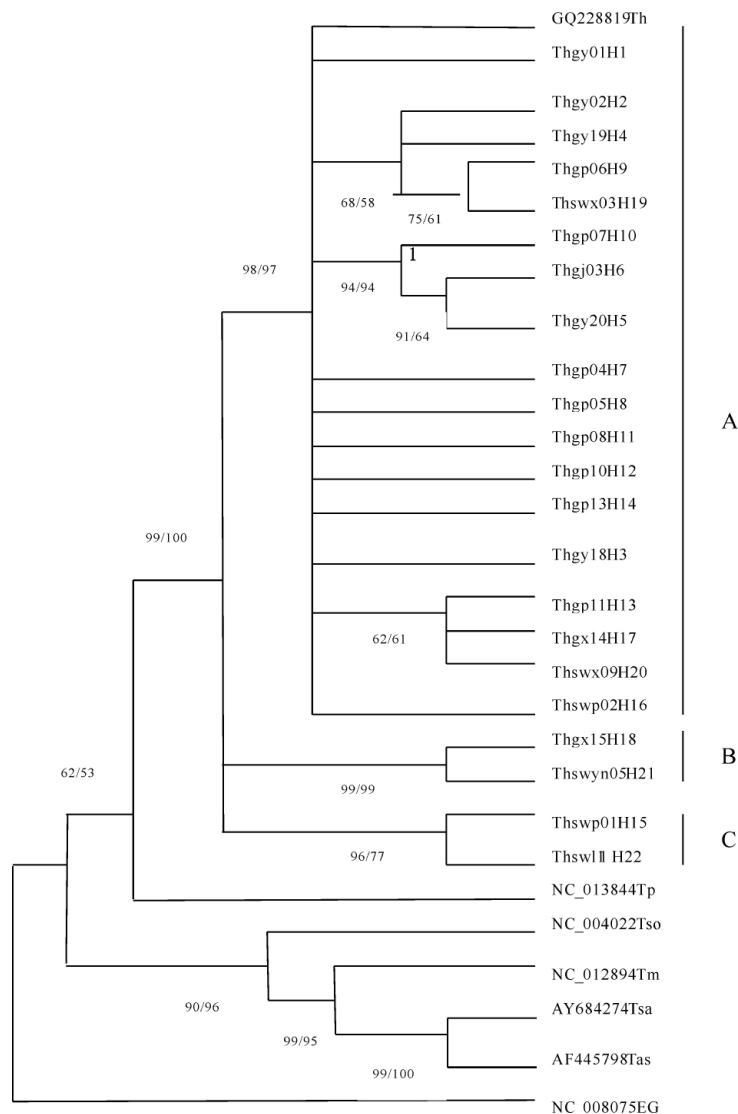 GQ228819Th
Thgy01H1
Thgy02H2
Thgy19H4
Thgp06H9
68/58
75/61
Thswx03H19
Thgp07H10
1
98/97
Thgj03H6
94/94
91/64
Thgy20H5
Thgp04H7
Thgp05H8
A
Thgp08H11
Thgp10H12
Thgp13H14
99/100
Thgy18H3
Thgp11H13
62/61
Thgx14H17
Thswx09H20
Thswp02H16
Thgx15H18
B
62/53
Thswyn05H21
99/99
Thswp01H15
C
96/77
ThswlⅡ H22
NC_013844Tp
NC_004022Tso
NC_012894Tm
90/96
AY684274Tsa
99/95
AF445798Tas
99/100
NC_008075EG